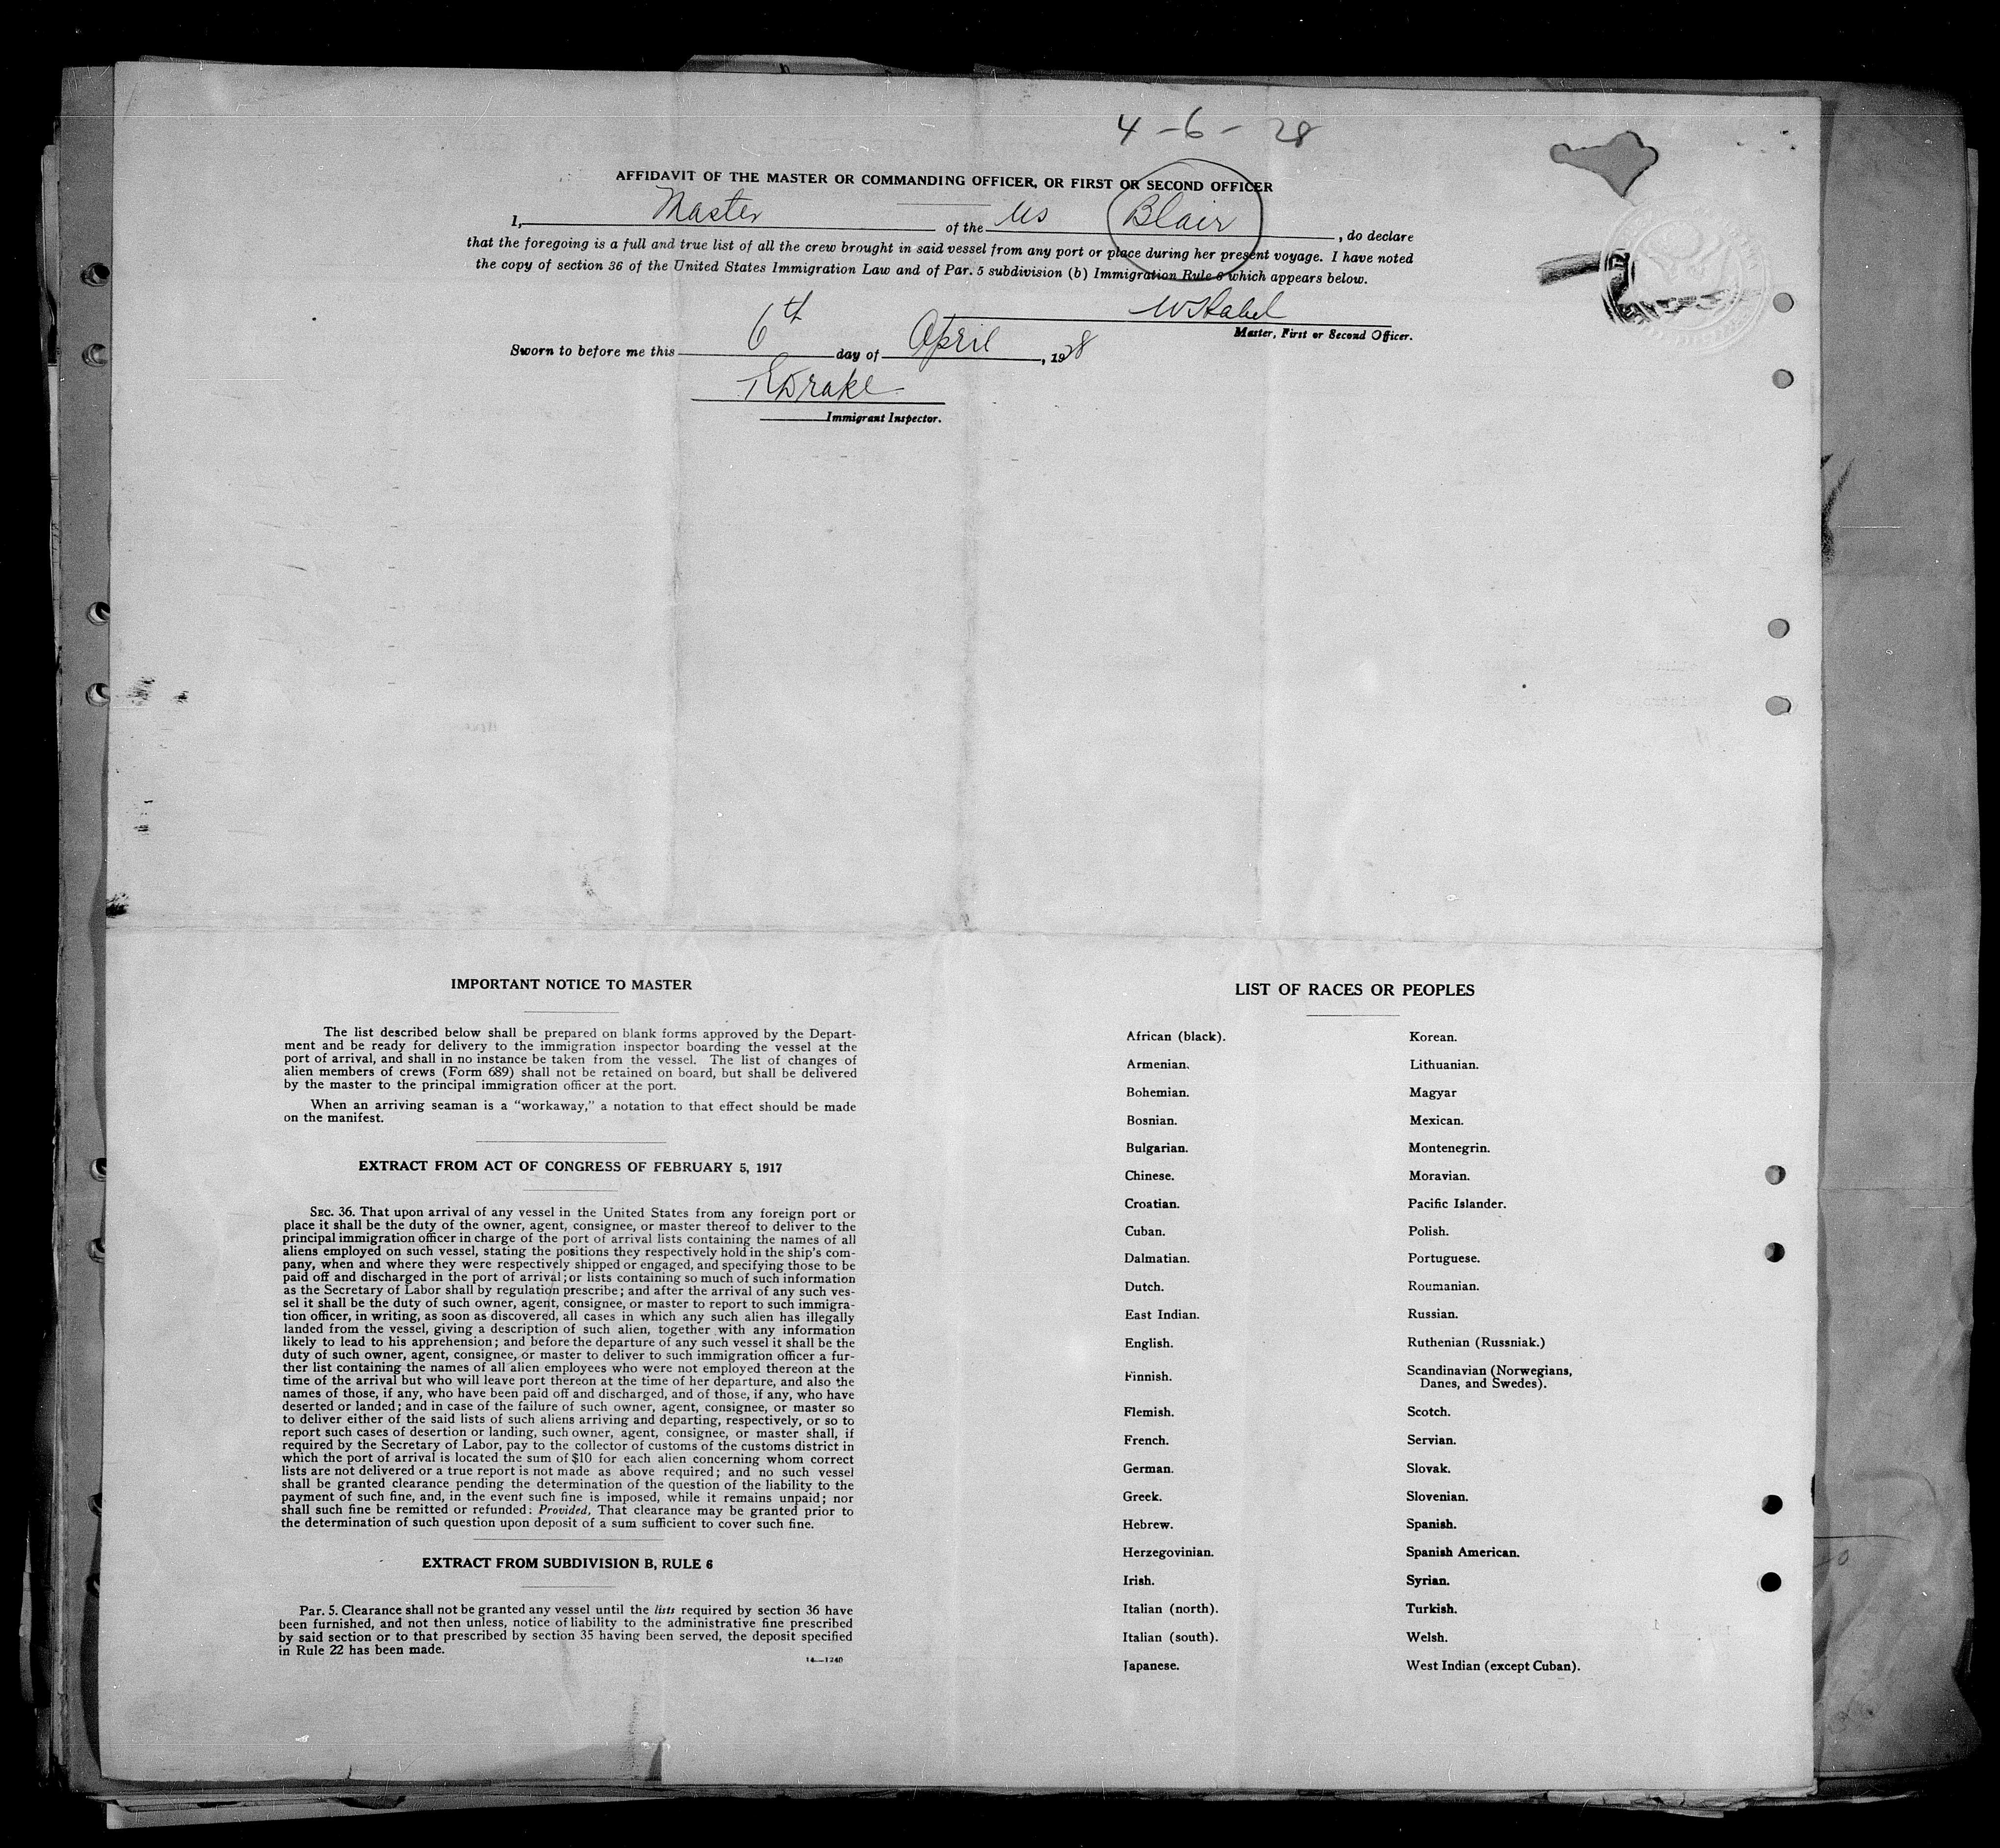 4-6-28
AFFIDAVIT OF THE MASTER OR COMMANDING OFFICER, OR FIRST OR SECOND OFFICER
I, Master of the Us Blair, do declare
that the foregoing is a full and true list of all the crew brought in said vessel from any port or place during her present voyage. I have noted
the copy of section 36 of the United States Immigration Law and of Par. 5 subdivision (b) Immigration Rule 6 which appears below.
Master, First or Second Officer.
Sworn to before me this 6th day of April, 1928
Drake
Immigrant Inspector.
IMPORTANT NOTICE TO MASTER
The list described below shall be prepared on blank forms approved by the Depart-
ment and be ready for delivery to the immigration inspector boarding the vessel at the
port of arrival, and shall in no instance be taken from the vessel. The list of changes of
alien members of crews (Form 689) shall not be retained on board, but shall be delivered
by the master to the principal immigration officer at the port.
When an arriving seaman is a "workaway," a notation to that effect should be made
on the manifest.
EXTRACT FROM ACT OF CONGRESS OF FEBRUARY 5, 1917
SEC. 36. That upon arrival of any vessel in the United States from any foreign port or
place it shall be the duty of the owner, agent, consignee, or master thereof to deliver to the
principal immigration officer in charge of the port of arrival lists containing the names of all
aliens employed on such vessel, stating the positions they respectively hold in the ship's com-
pany, when and where they were respectively shipped or engaged, and specifying those to be
paid off and discharged in the port of arrival; or lists containing so much of such information
as the Secretary of Labor shall by regulation prescribe; and after the arrival of any such ves-
sel it shall be the duty of such owner, agent, consignee, or master to report to such immigra-
tion officer, in writing, as soon as discovered, all cases in which any such alien has illegally
landed from the vessel, giving a description of such alien, together with any information
likely to lead to his apprehension; and before the departure of any such vessel it shall be the
duty of such owner, agent, consignee, or master to deliver to such immigration officer a fur-
ther list containing the names of all alien employees who were not employed thereon at the
time of the arrival but who will leave port thereon at the time of her departure, and also the
names of those, if any, who have been paid off and discharged, and of those, if any, who have
deserted or landed; and in case of the failure of such owner, agent, consignee, or master so
to deliver either of the said lists of such aliens arriving and departing, respectively, or so to
report such cases of desertion or landing, such owner, agent, consignee, or master shall, if
required by the Secretary of Labor, pay to the collector of customs of the customs district in
which the port of arrival is located the sum of $10 for each alien concerning whom correct
lists are not delivered or a true report is not made as above required; and no such vessel
shall be granted clearance pending the determination of the question of the liability to the
payment of such fine, and, in the event such fine is imposed, while it remains unpaid; nor
shall such fine be remitted or refunded: Provided, That clearance may be granted prior to
the determination of such question upon deposit of a sum sufficient to cover such fine.
EXTRACT FROM SUBDIVISION B, RULE 6
Par. 5. Clearance shall not be granted any vessel until the lists required by section 36 have
been furnished, and not then unless, notice of liability to the administrative fine prescribed
by said section or to that prescribed by section 35 having been served, the deposit specified
in Rule 22 has been made.
14—1240
LIST OF RACES OR PEOPLES
African (black).
Armenian.
Bohemian.
Bosnian.
Bulgarian.
Chinese.
Croatian.
Cuban.
Dalmatian.
Dutch.
East Indian.
English.
Finnish.
Flemish.
French.
German.
Greek.
Hebrew.
Herzegovinian.
Irish.
Italian (north).
Italian (south).
Japanese.
Korean.
Lithuanian.
Magyar
Mexican.
Montenegrin.
Moravian.
Pacific Islander.
Polish.
Portuguese.
Roumanian.
Russian.
Ruthenian (Russniak.)
Scandinavian (Norwegians,
Danes, and Swedes).
Scotch.
Servian.
Slovak.
Slovenian.
Spanish.
Spanish American.
Syrian.
Turkish.
Welsh.
West Indian (except Cuban).